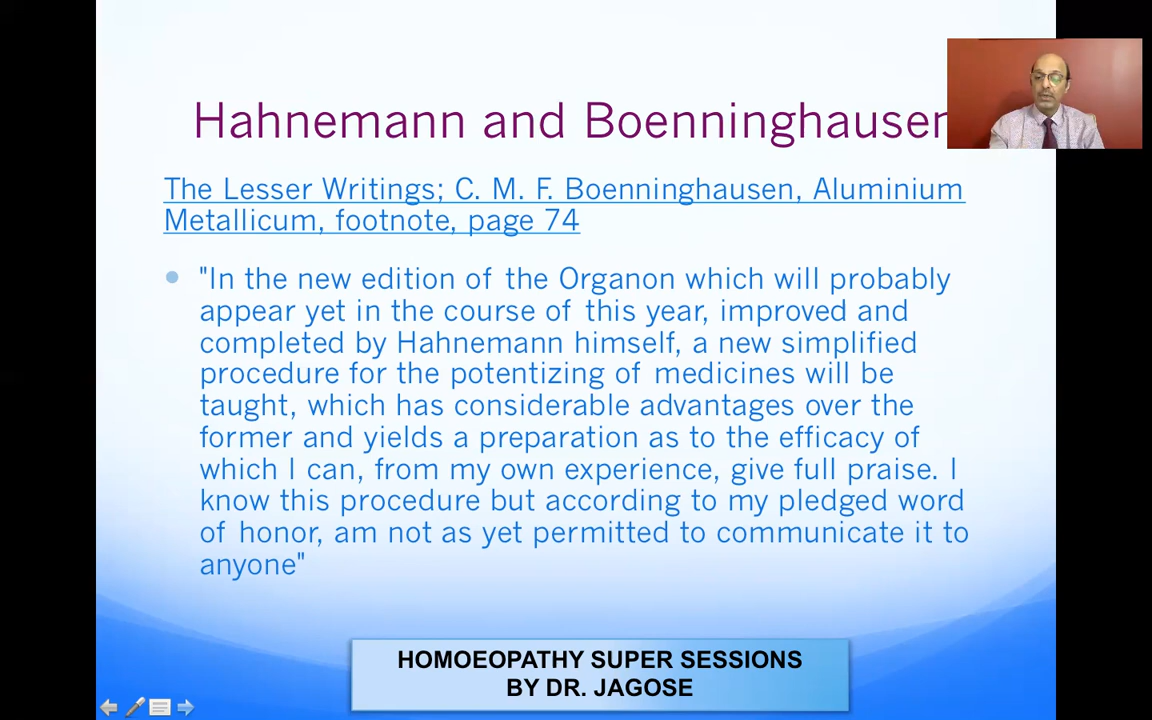 Hahnemann and Boenninghausen
The Lesser Writings; C. M. F. Boenninghausen, Aluminium
Metallicum, footnote, page 74
"In the new edition of the Organon which will probably
appear yet in the course of this year, improved and
completed by Hahnemann himself, a new simplified
procedure for the potentizing of medicines will be
taught, which has considerable advantages over the
former and yields a preparation as to the efficacy of
which I can, from my own experience, give full praise. I
know this procedure but according to my pledged word
of honor, am not as yet permitted to communicate it to
anyone"
HOMOEOPATHY SUPER SESSIONS
BY DR. JAGOSE